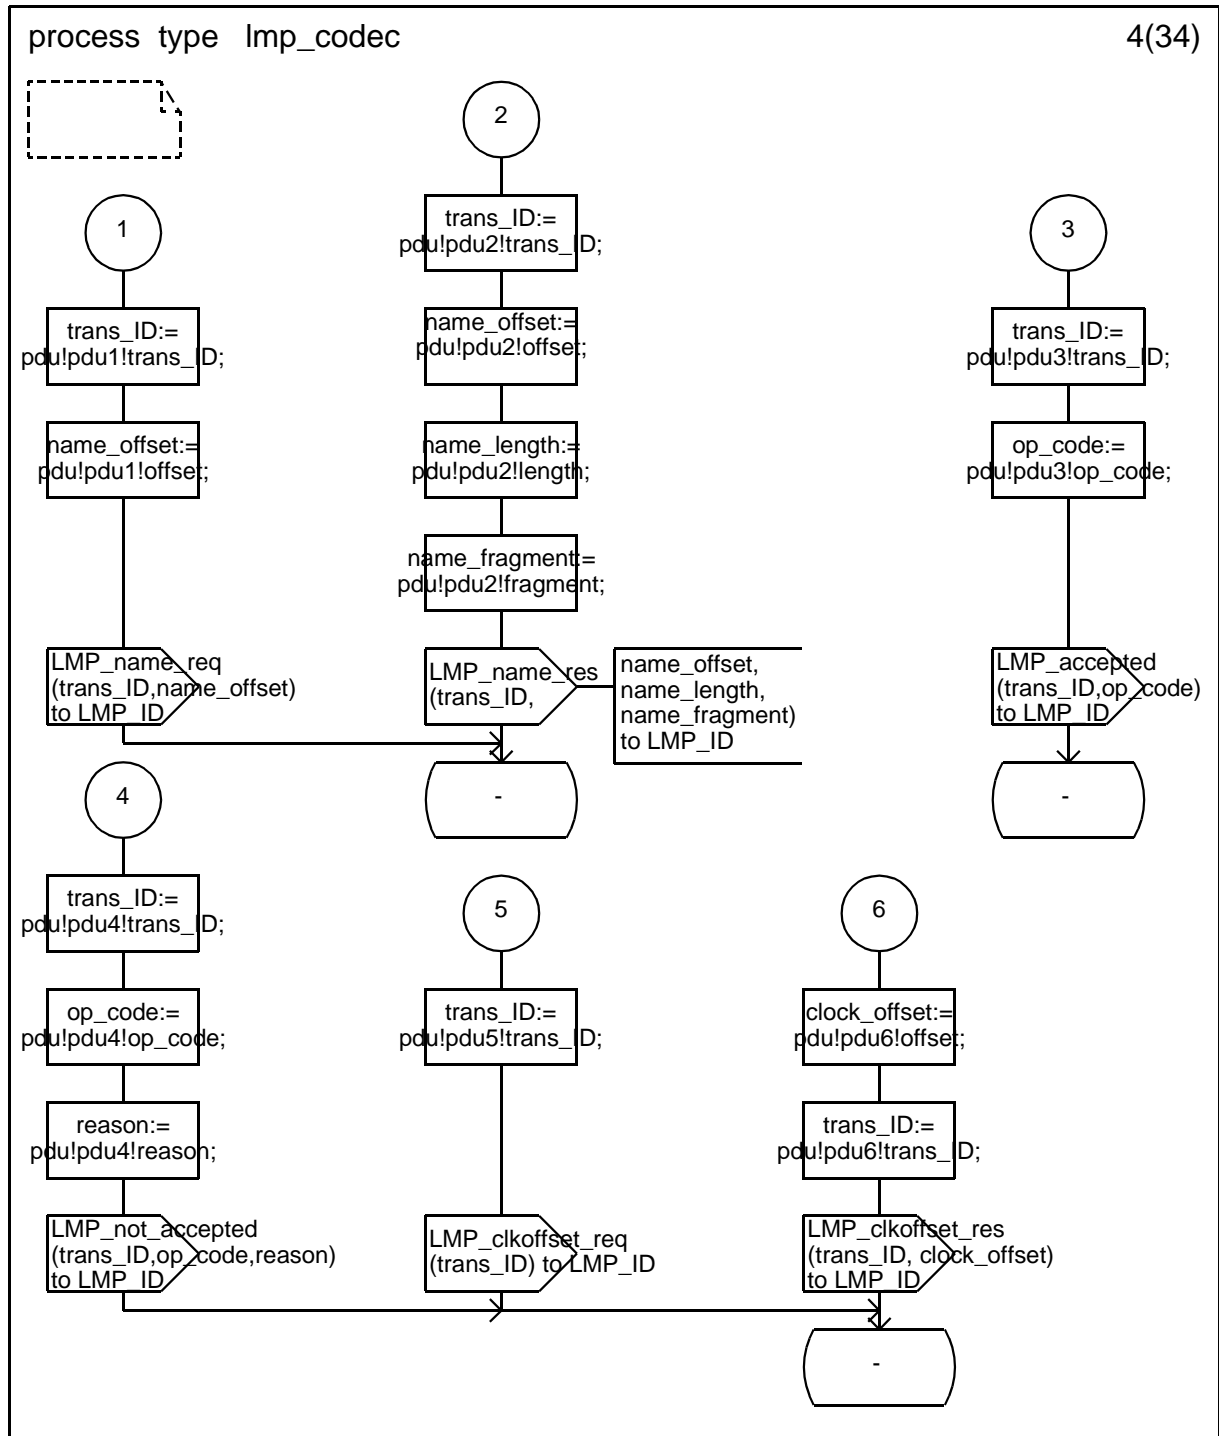 process type lmp_codec
4(34)
1
trans_ID:=
pdu!pdu1!trans_ID;
name_offset:=
pdu!pdu1!offset;
LMP_name_req
(trans_ID,name_offset)
to LMP_ID
2
trans_ID:=
pdu!pdu2!trans_ID;
name_offset:=
pdu!pdu2!offset;
name_length:=
pdu!pdu2!length;
name_fragment:=
pdu!pdu2!fragment;
LMP_name_res
(trans_ID,
name_offset,
name_length,
name_fragment)
to LMP_ID
-
3
trans_ID:=
pdu!pdu3!trans_ID;
op_code:=
pdu!pdu3!op_code;
LMP_accepted
(trans_ID,op_code)
to LMP_ID
-
4
trans_ID:=
pdu!pdu4!trans_ID;
op_code:=
pdu!pdu4!op_code;
reason:=
pdu!pdu4!reason;
LMP_not_accepted
(trans_ID,op_code,reason)
to LMP_ID
5
trans_ID:=
pdu!pdu5!trans_ID;
LMP_clkoffset_req
(trans_ID) to LMP_ID
6
clock_offset:=
pdu!pdu6!offset;
trans_ID:=
pdu!pdu6!trans_ID;
LMP_clkoffset_res
(trans_ID, clock_offset)
to LMP_ID
-